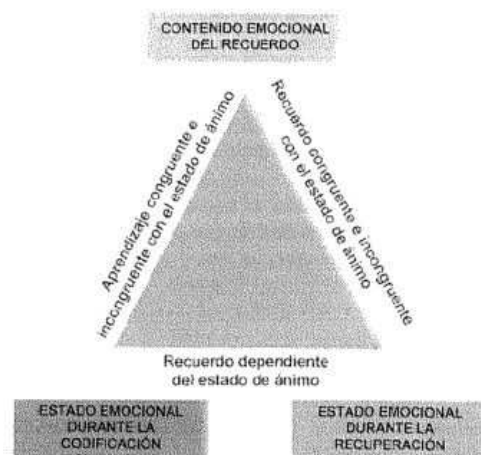 CONTENIDO EMOCIONAL
DEL RECUERDO
Aprendizaje congruente e
incongruente con el estado de ánimo
Recuerdo congruente e incongruente
con el estado de ánimo
Recuerdo dependiente
del estado de ánimo
ESTADO EMOCIONAL
DURANTE LA
CODIFICACIÓN
ESTADO EMOCIONAL
DURANTE LA
RECUPERACIÓN